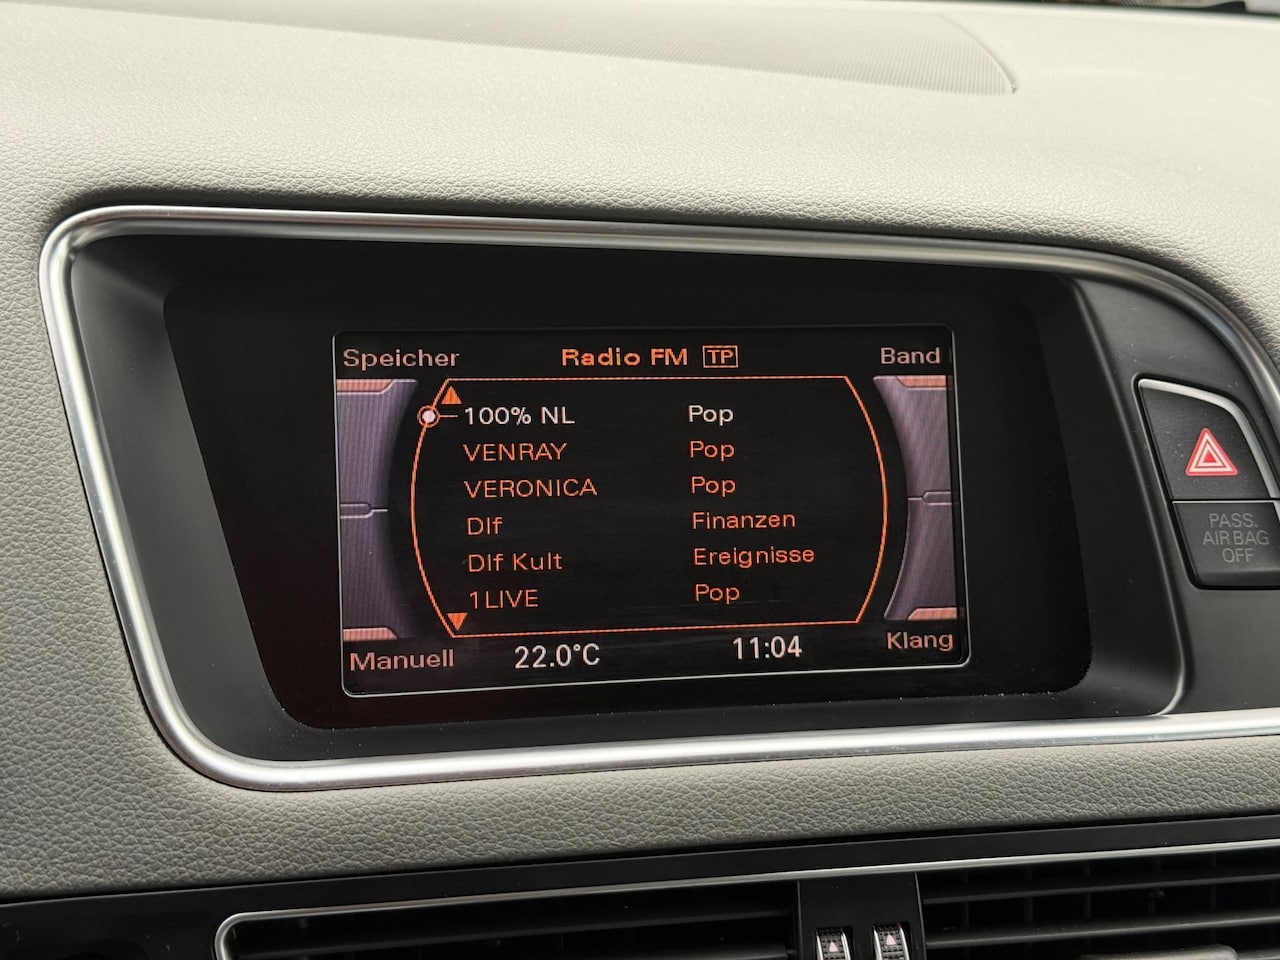 Speicher Radio FM TP Band
100% NL Pop
VENRAY Pop
VERONICA Pop
Dlf Finanzen
Dlf Kult Ereignisse
1LIVE Pop
Manuell 22.0°C 11:04 Klang
PASS.
AIR BAG
OFF